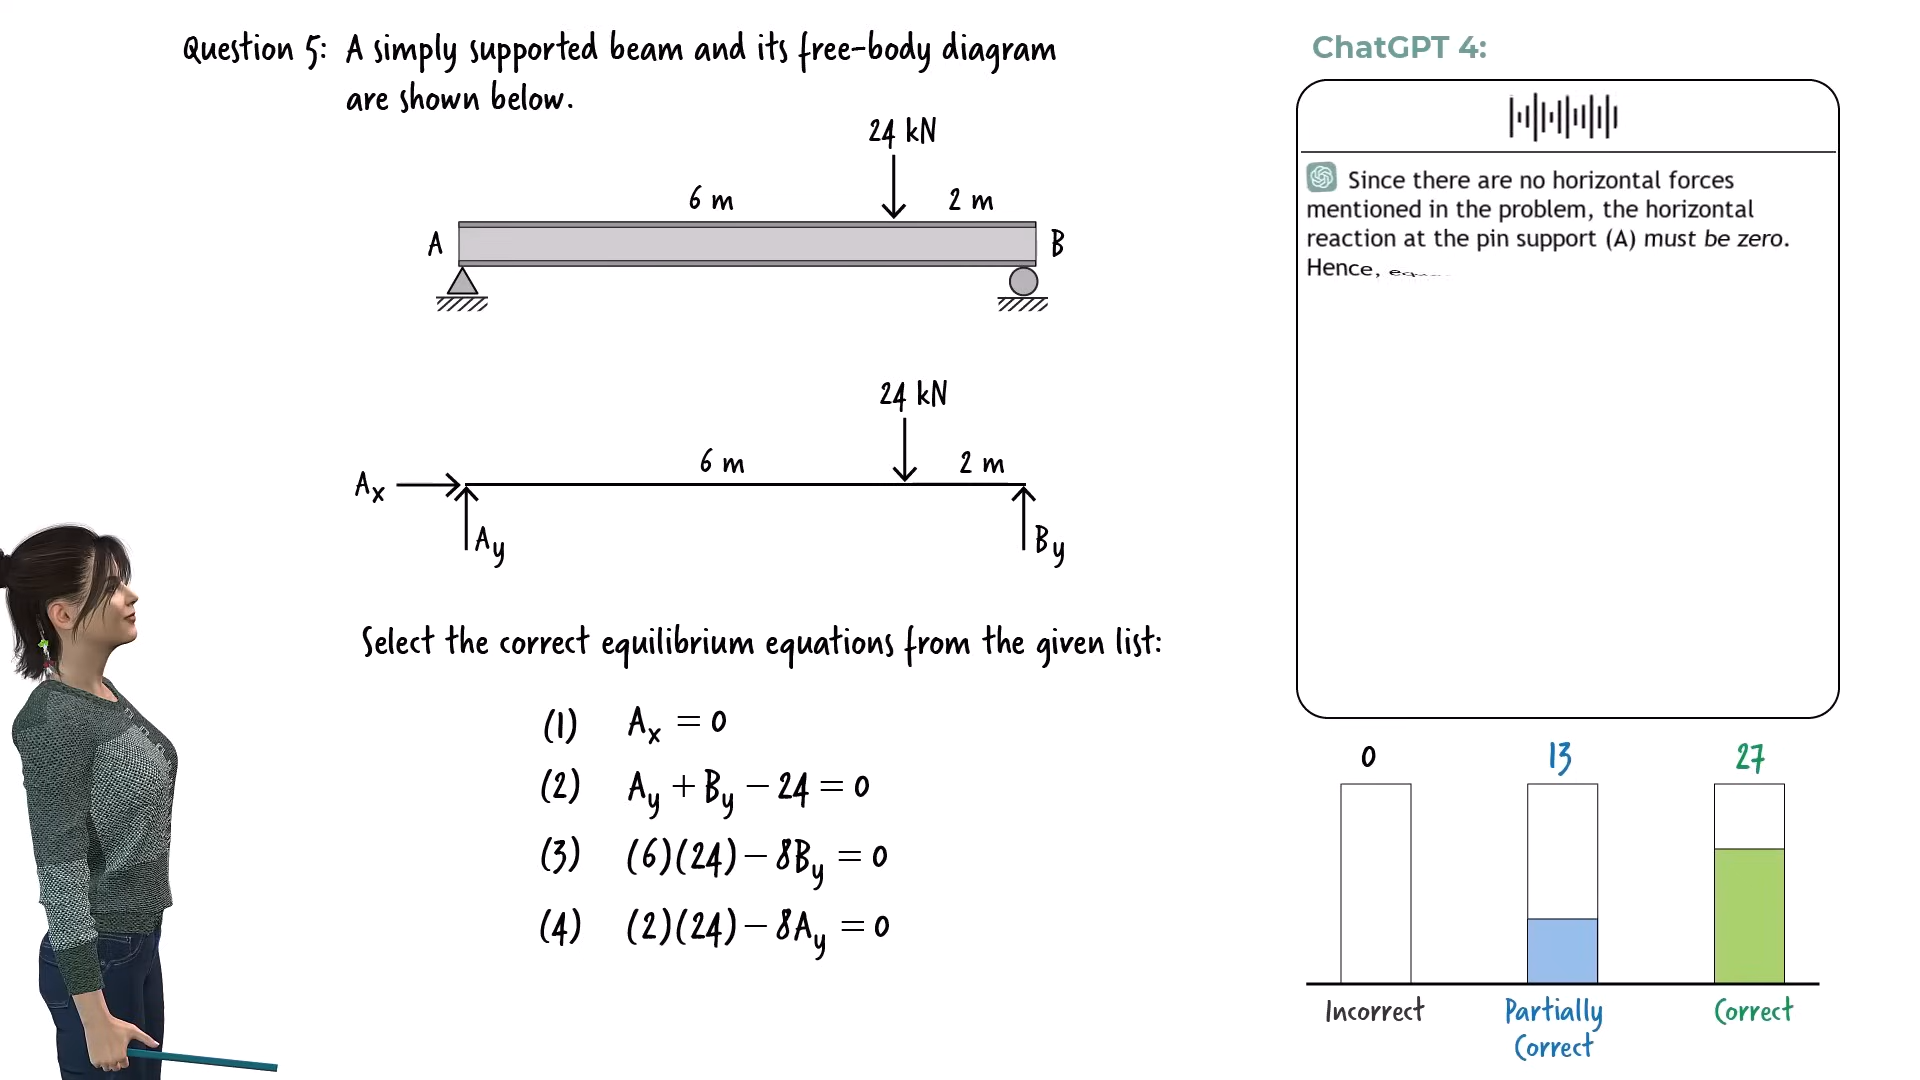 Question 5: A simply supported beam and its free-body diagram
are shown below.
24 kN
6 m
2 m
A
B
24 kN
6 m
2 m
Ax
Ay
By
Select the correct equilibrium equations from the given list:
(1) Ax = 0
(2) Ay + By − 24 = 0
(3) (6)(24) − 8By = 0
(4) (2)(24) − 8Ay = 0
ChatGPT 4:
Since there are no horizontal forces
mentioned in the problem, the horizontal
reaction at the pin support (A) must be zero.
Hence,
0
13
27
Incorrect
Partially
Correct
Correct